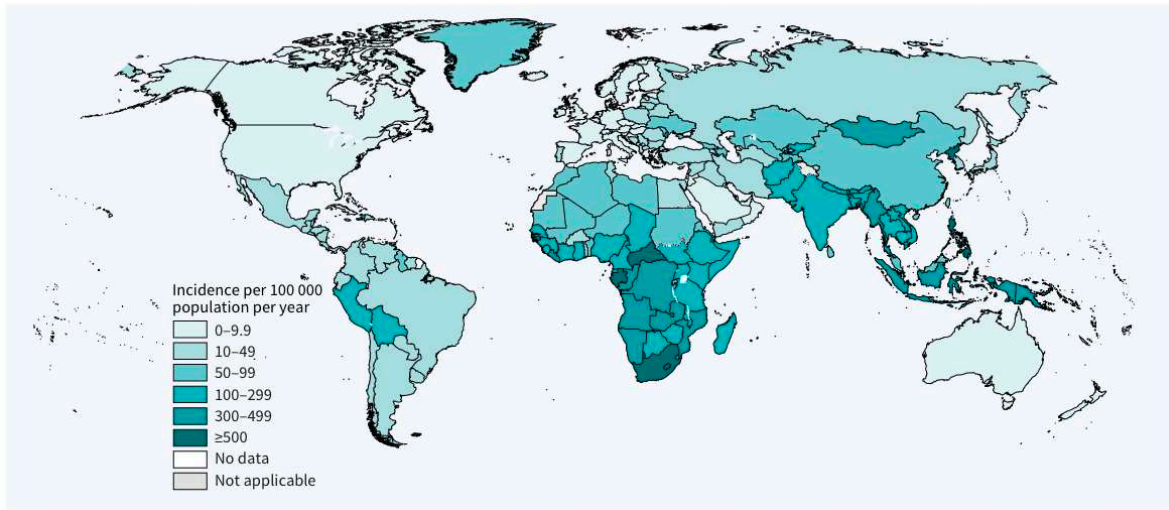 Incidence per 100 000
population per year
0–9.9
10–49
50–99
100–299
300–499
≥500
No data
Not applicable